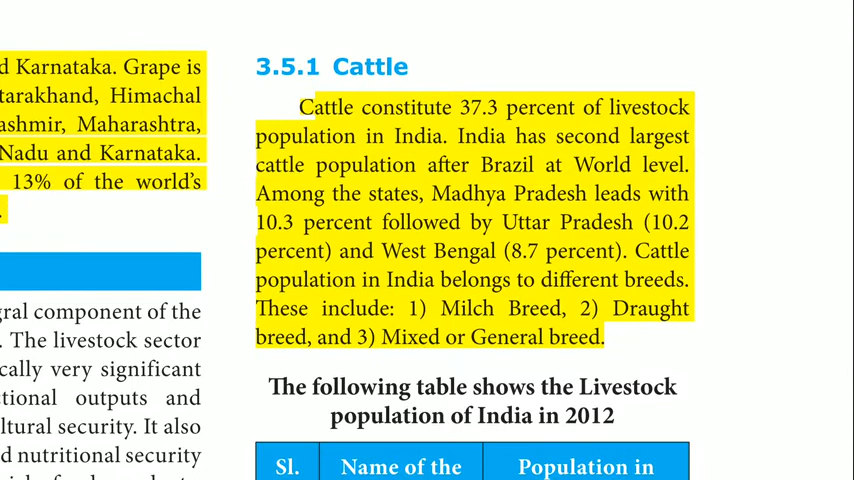 d Karnataka. Grape is
tarakhand, Himachal
ashmir, Maharashtra,
Nadu and Karnataka.
13% of the world's
gral component of the
. The livestock sector
cally very significant
ctional outputs and
ltural security. It also
d nutritional security
3.5.1 Cattle
Cattle constitute 37.3 percent of livestock
population in India. India has second largest
cattle population after Brazil at World level.
Among the states, Madhya Pradesh leads with
10.3 percent followed by Uttar Pradesh (10.2
percent) and West Bengal (8.7 percent). Cattle
population in India belongs to different breeds.
These include: 1) Milch Breed, 2) Draught
breed, and 3) Mixed or General breed.
The following table shows the Livestock
population of India in 2012
Sl.
Name of the
Population in